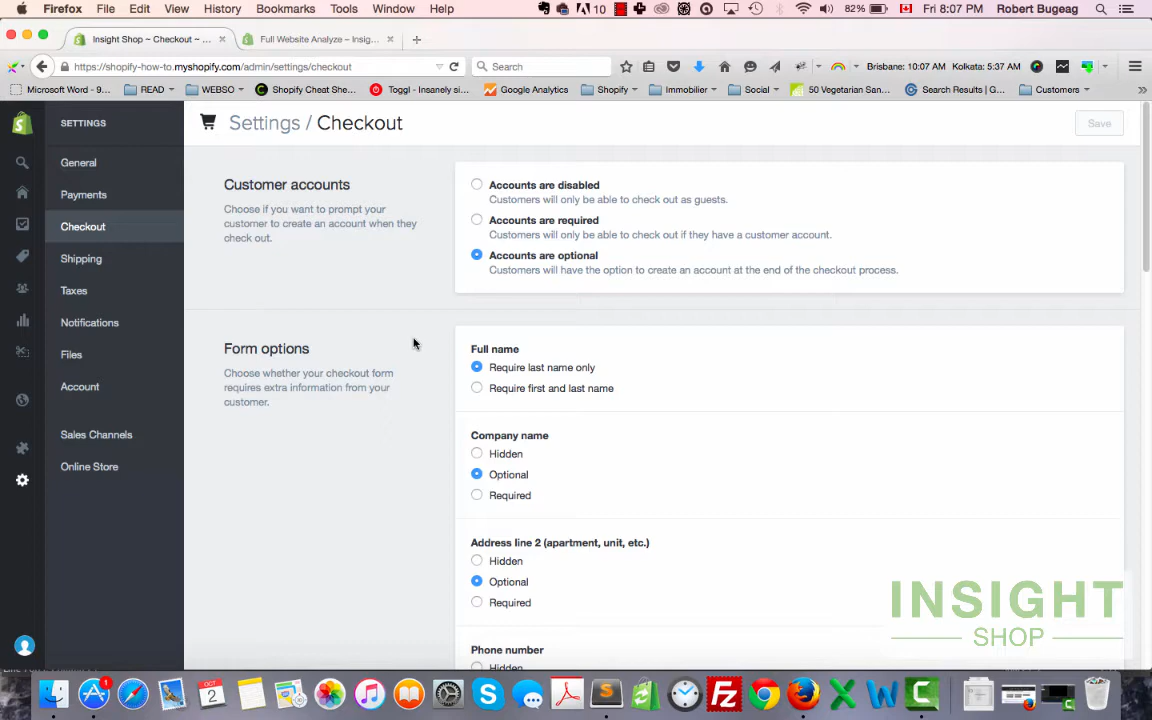 Firefox File Edit View History Bookmarks Tools Window Help 10 82% Fri 8:07 PM Robert Bugeag
Insight Shop ~ Checkout ~ ... × Full Website Analyze – Insig... × +
https://shopify-how-to.myshopify.com/admin/settings/checkout Search Brisbane: 10:07 AM Kolkata: 5:37 AM
Microsoft Word - 9... READ WEBSO Shopify Cheat She... Toggl - Insanely si... Google Analytics Shopify Immobilier Social 50 Vegetarian San... Search Results | G... Customers »
SETTINGS
General
Payments
Checkout
Shipping
Taxes
Notifications
Files
Account
Sales Channels
Online Store
Settings / Checkout
Save
Customer accounts
Choose if you want to prompt your
customer to create an account when they
check out.
Accounts are disabled
Customers will only be able to check out as guests.
Accounts are required
Customers will only be able to check out if they have a customer account.
Accounts are optional
Customers will have the option to create an account at the end of the checkout process.
Form options
Choose whether your checkout form
requires extra information from your
customer.
Full name
Require last name only
Require first and last name
Company name
Hidden
Optional
Required
Address line 2 (apartment, unit, etc.)
Hidden
Optional
Required
Phone number
Hidden
INSIGHT
SHOP
OCT
2
1